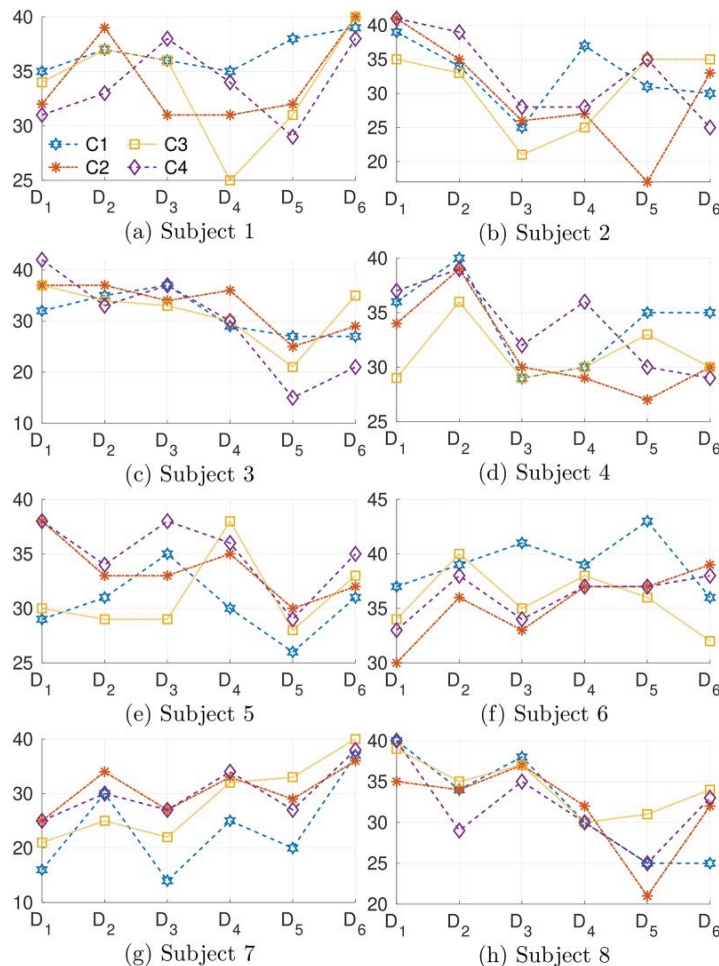 40
35
30
25
C1
C3
C2
C4
D1 D2 D3 D4 D5 D6
(a) Subject 1
40
35
30
25
20
D1 D2 D3 D4 D5 D6
(b) Subject 2
40
30
20
10
D1 D2 D3 D4 D5 D6
(c) Subject 3
40
35
30
25
D1 D2 D3 D4 D5 D6
(d) Subject 4
40
35
30
25
D1 D2 D3 D4 D5 D6
(e) Subject 5
45
40
35
30
D1 D2 D3 D4 D5 D6
(f) Subject 6
40
30
20
10
D1 D2 D3 D4 D5 D6
(g) Subject 7
40
35
30
25
20
D1 D2 D3 D4 D5 D6
(h) Subject 8